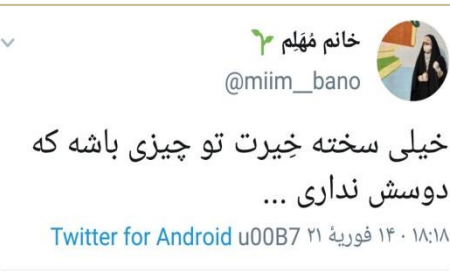 خانم مُهَلِم
@miim__bano
خیلی سخته خِیرت تو چیزی باشه که
دوسش نداری ...
۱۸:۱۸ · ۱۴ فوریهٔ ۲۱ u00B7 Twitter for Android